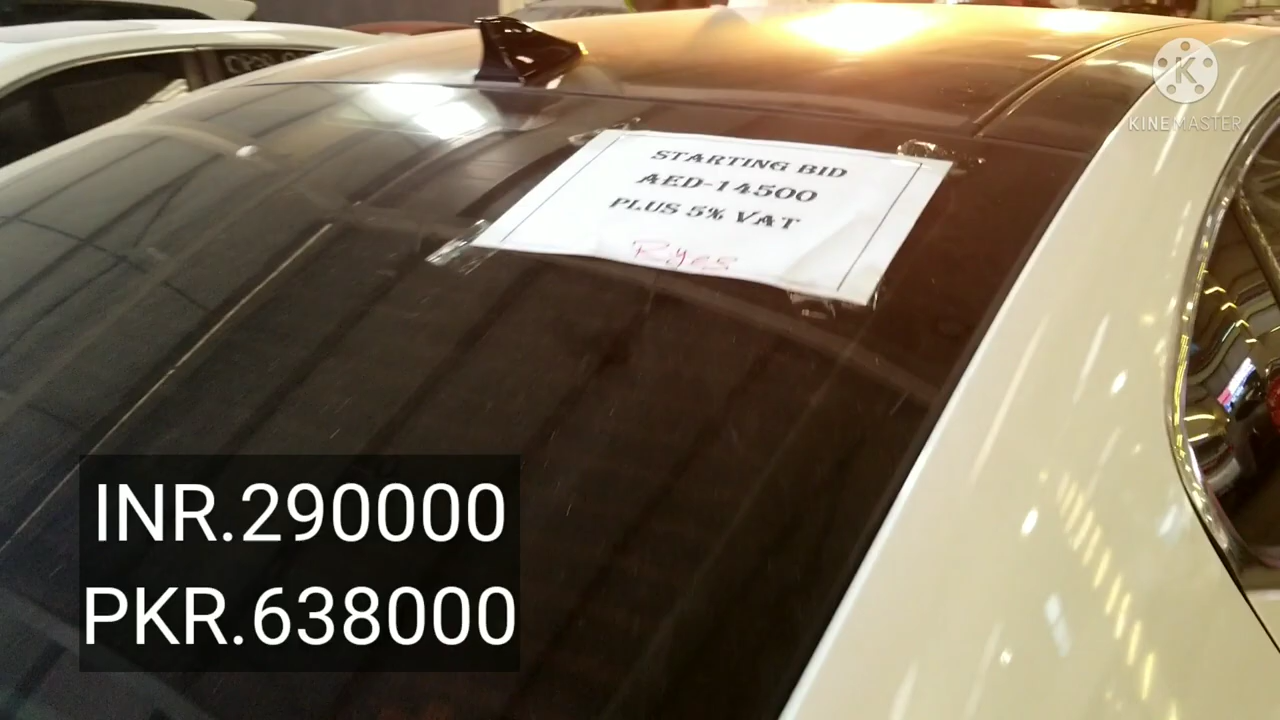 KINEMASTER
STARTING BID
AED-14500
PLUS 5% VAT
INR.290000
PKR.638000